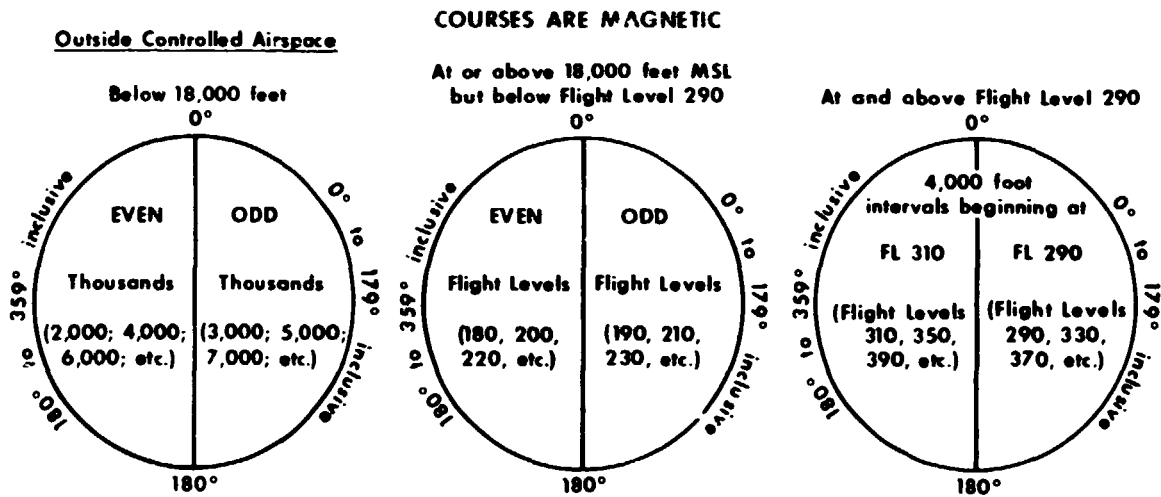 COURSES ARE MAGNETIC
Outside Controlled Airspace
Below 18,000 feet
0°
EVEN
Thousands
(2,000; 4,000;
6,000; etc.)
ODD
Thousands
(3,000; 5,000;
7,000; etc.)
180° to 359° inclusive
0° to 179° inclusive
180°
At or above 18,000 feet MSL
but below Flight Level 290
0°
EVEN
Flight Levels
(180, 200,
220, etc.)
ODD
Flight Levels
(190, 210,
230, etc.)
180° to 359° inclusive
0° to 179° inclusive
180°
At and above Flight Level 290
0°
4,000 foot
intervals beginning at
FL 310
(Flight Levels
310, 350,
390, etc.)
FL 290
(Flight Levels
290, 330,
370, etc.)
180° to 359° inclusive
0° to 179° inclusive
180°